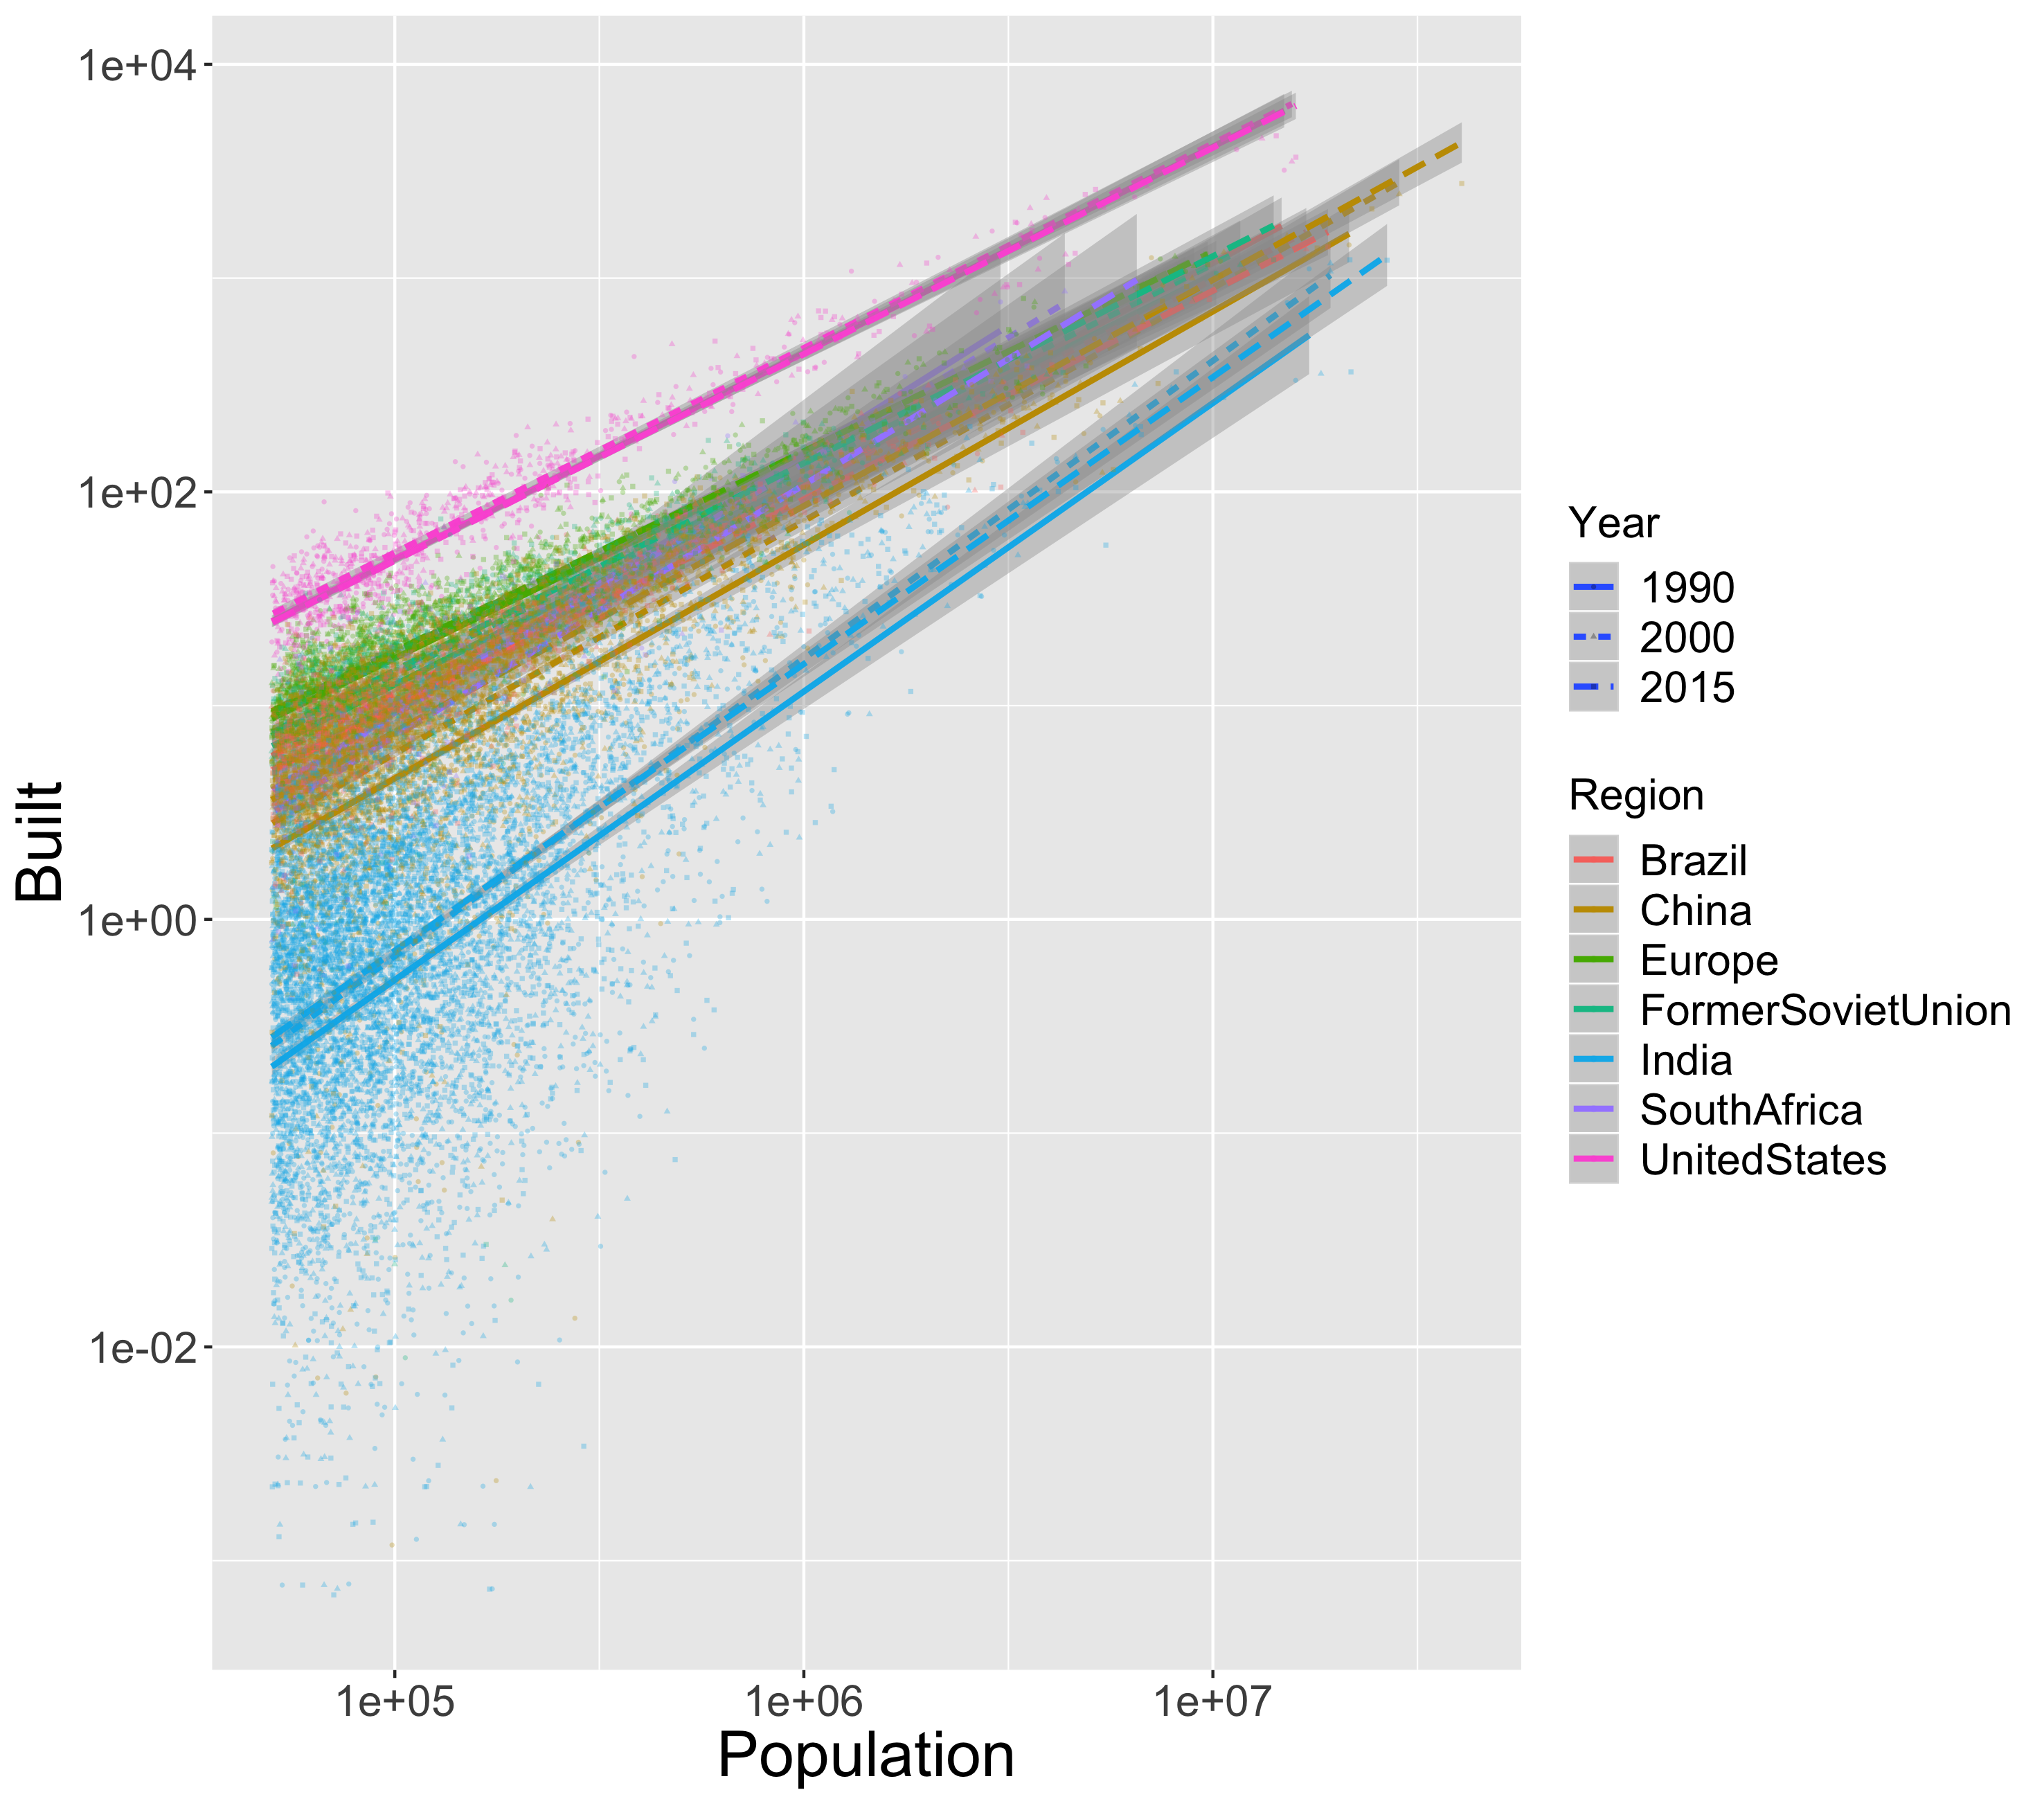 1e+04
1e+02
1e+00
1e-02
Built
1e+05
1e+06
1e+07
Population
Year
1990
2000
2015
Region
Brazil
China
Europe
FormerSovietUnion
India
SouthAfrica
UnitedStates